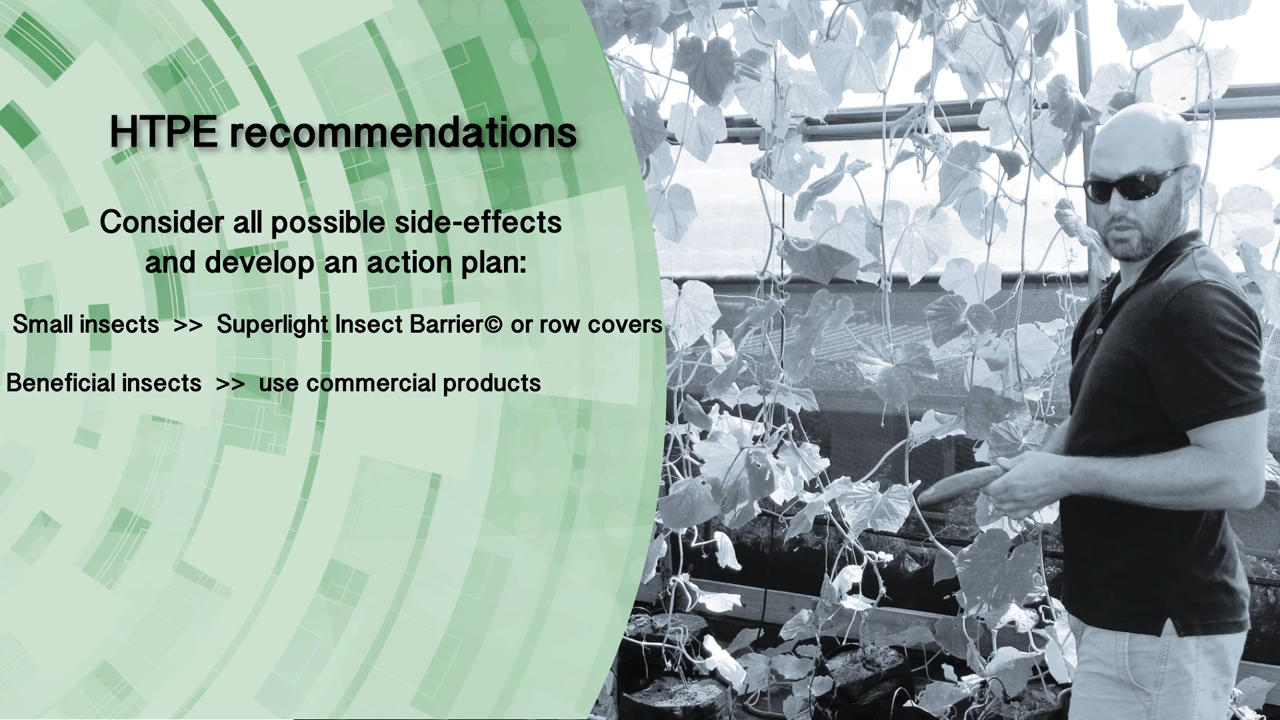 HTPE recommendations
Consider all possible side-effects
and develop an action plan:
Small insects >> Superlight Insect Barrier© or row covers
Beneficial insects >> use commercial products